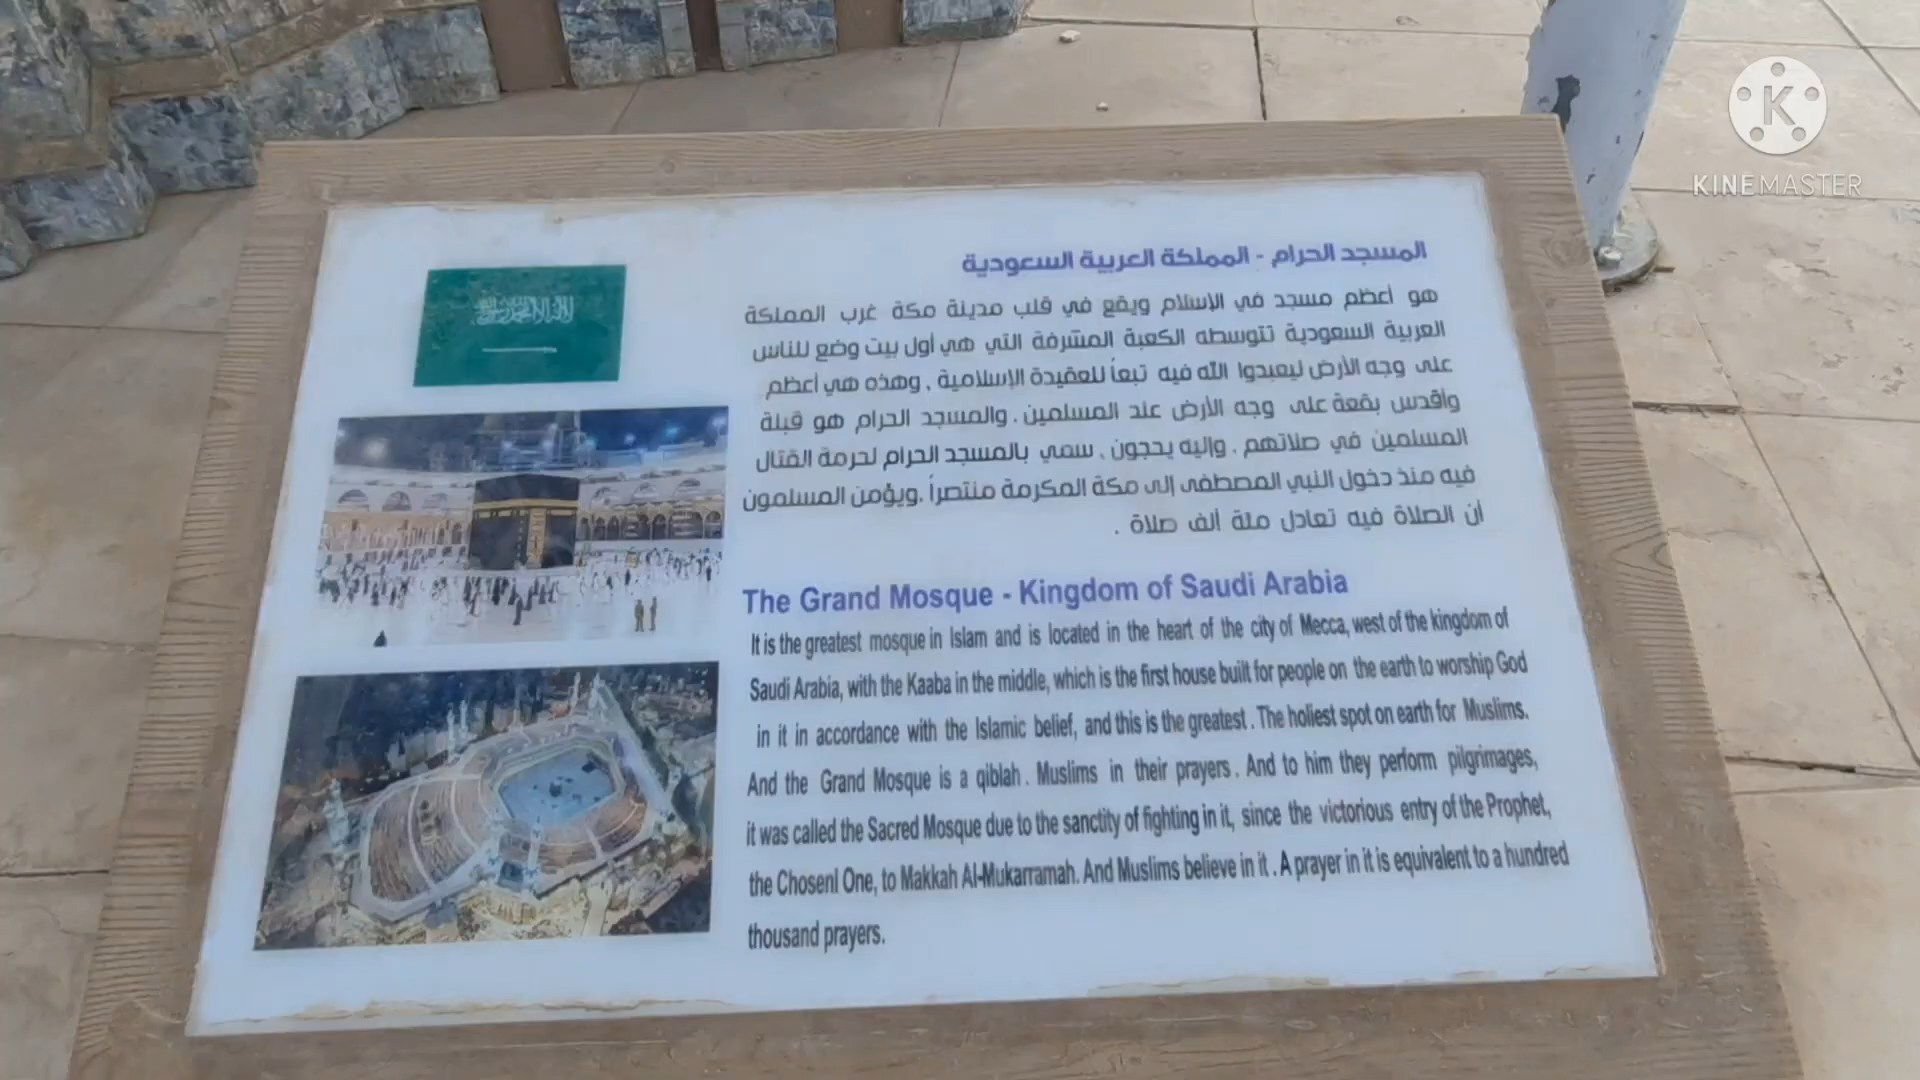 المسجد الحرام - المملكة العربية السعودية
هو أعظم مسجد في الإسلام ويقع في قلب مدينة مكة غرب المملكة
العربية السعودية تتوسطه الكعبة المشرفة التي هي أول بيت وضع للناس
على وجه الأرض ليعبدوا الله فيه تبعاً للعقيدة الإسلامية . وهذه هي أعظم
وأقدس بقعة على وجه الأرض عند المسلمين . والمسجد الحرام هو قبلة
المسلمين في صلاتهم . وإليه يحجون . سمي بالمسجد الحرام لحرمة القتال
فيه منذ دخول النبي المصطفى إلى مكة المكرمة منتصراً .ويؤمن المسلمون
أن الصلاة فيه تعادل مئة ألف صلاة .
The Grand Mosque - Kingdom of Saudi Arabia
It is the greatest mosque in Islam and is located in the heart of the city of Mecca, west of the kingdom of
Saudi Arabia, with the Kaaba in the middle, which is the first house built for people on the earth to worship God
in it in accordance with the Islamic belief, and this is the greatest . The holiest spot on earth for Muslims.
And the Grand Mosque is a qiblah . Muslims in their prayers . And to him they perform pilgrimages,
it was called the Sacred Mosque due to the sanctity of fighting in it, since the victorious entry of the Prophet,
the Chosenl One, to Makkah Al-Mukarramah. And Muslims believe in it . A prayer in it is equivalent to a hundred
thousand prayers.
K
KINEMASTER